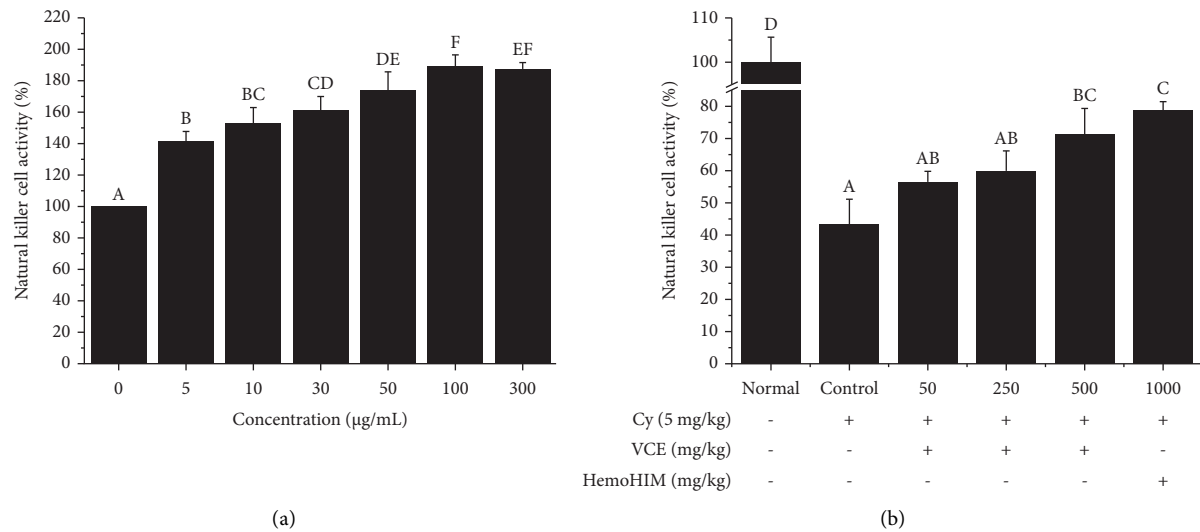 220
200
180
160
140
120
100
80
60
40
20
0
Natural killer cell activity (%)
A
B
BC
CD
DE
F
EF
0 5 10 30 50 100 300
Concentration (μg/mL)
(a)
110
100
80
70
60
50
40
30
20
10
0
Natural killer cell activity (%)
D
A
AB
AB
BC
C
Normal Control 50 250 500 1000
Cy (5 mg/kg) - + + + + +
VCE (mg/kg) - - + + + -
HemoHIM (mg/kg) - - - - - +
(b)